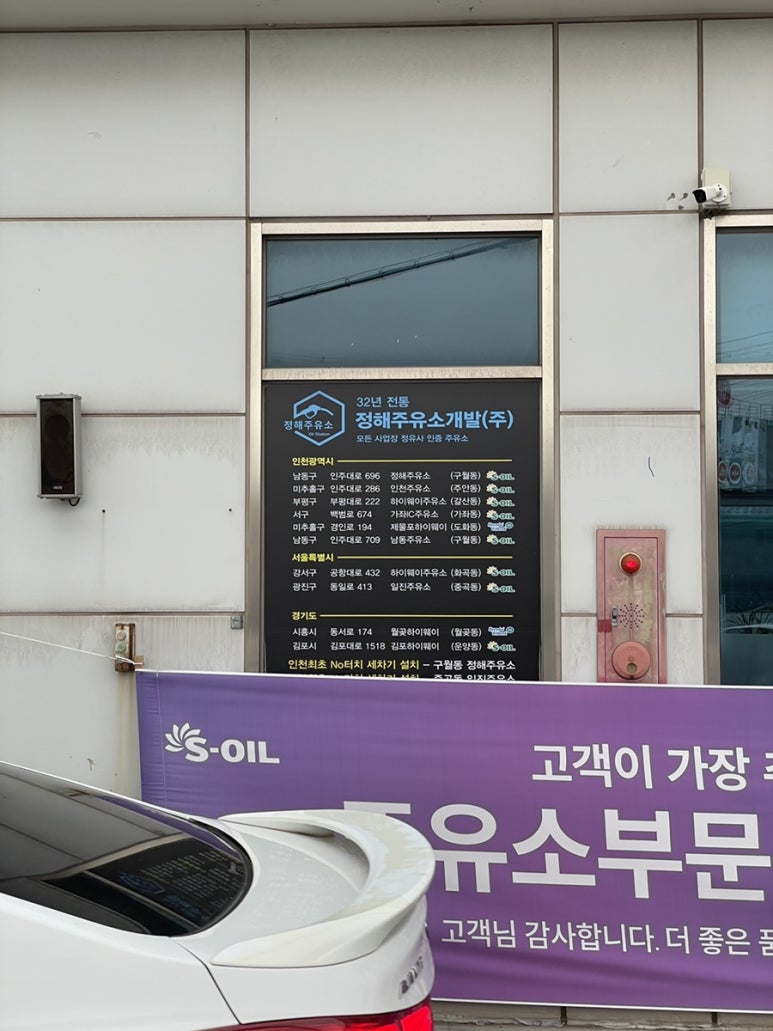 정해주유소
Oil Station
32년 전통
정해주유소개발(주)
모든 사업장 정유사 인증 주유소
인천광역시
남동구 인주대로 696 정해주유소 (구월동) S-OIL
미추홀구 인주대로 286 인천주유소 (주안동) S-OIL
부평구 부평대로 222 하이웨이주유소 (갈산동) S-OIL
서구 백범로 674 가좌IC주유소 (가좌동) S-OIL
미추홀구 경인로 194 제물포하이웨이 (도화동)
남동구 인주대로 709 남동주유소 (구월동) S-OIL
서울특별시
강서구 공항대로 432 하이웨이주유소 (화곡동) S-OIL
광진구 동일로 413 일진주유소 (중곡동) S-OIL
경기도
시흥시 동서로 174 월곶하이웨이 (월곶동)
김포시 김포대로 1518 김포하이웨이 (운양동) S-OIL
인천최초 No터치 세차기 설치 – 구월동 정해주유소
S-OIL
고객이 가장
유소부문
고객님 감사합니다. 더 좋은